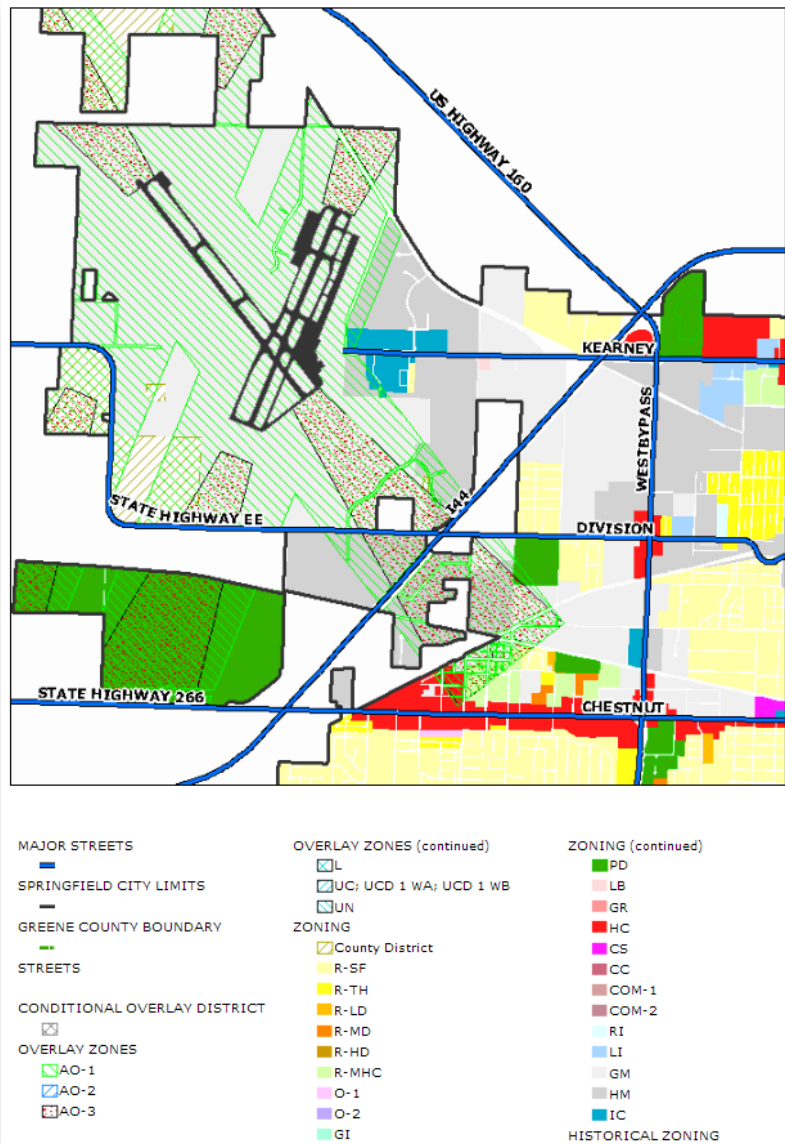 US HIGHWAY 160
KEARNEY
WESTBYPASS
I44
STATE HIGHWAY EE
DIVISION
STATE HIGHWAY 266
CHESTNUT
MAJOR STREETS
SPRINGFIELD CITY LIMITS
GREENE COUNTY BOUNDARY
STREETS
CONDITIONAL OVERLAY DISTRICT
OVERLAY ZONES
AO-1
AO-2
AO-3
OVERLAY ZONES (continued)
L
UC; UCD 1 WA; UCD 1 WB
UN
ZONING
County District
R-SF
R-TH
R-LD
R-MD
R-HD
R-MHC
O-1
O-2
GI
ZONING (continued)
PD
LB
GR
HC
CS
CC
COM-1
COM-2
RI
LI
GM
HM
IC
HISTORICAL ZONING